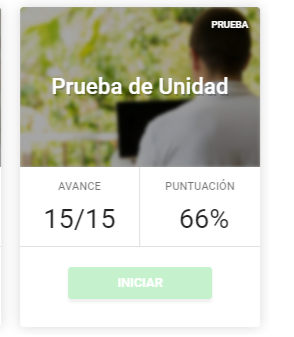 PRUEBA
Prueba de Unidad
AVANCE
15/15
PUNTUACIÓN
66%
INICIAR